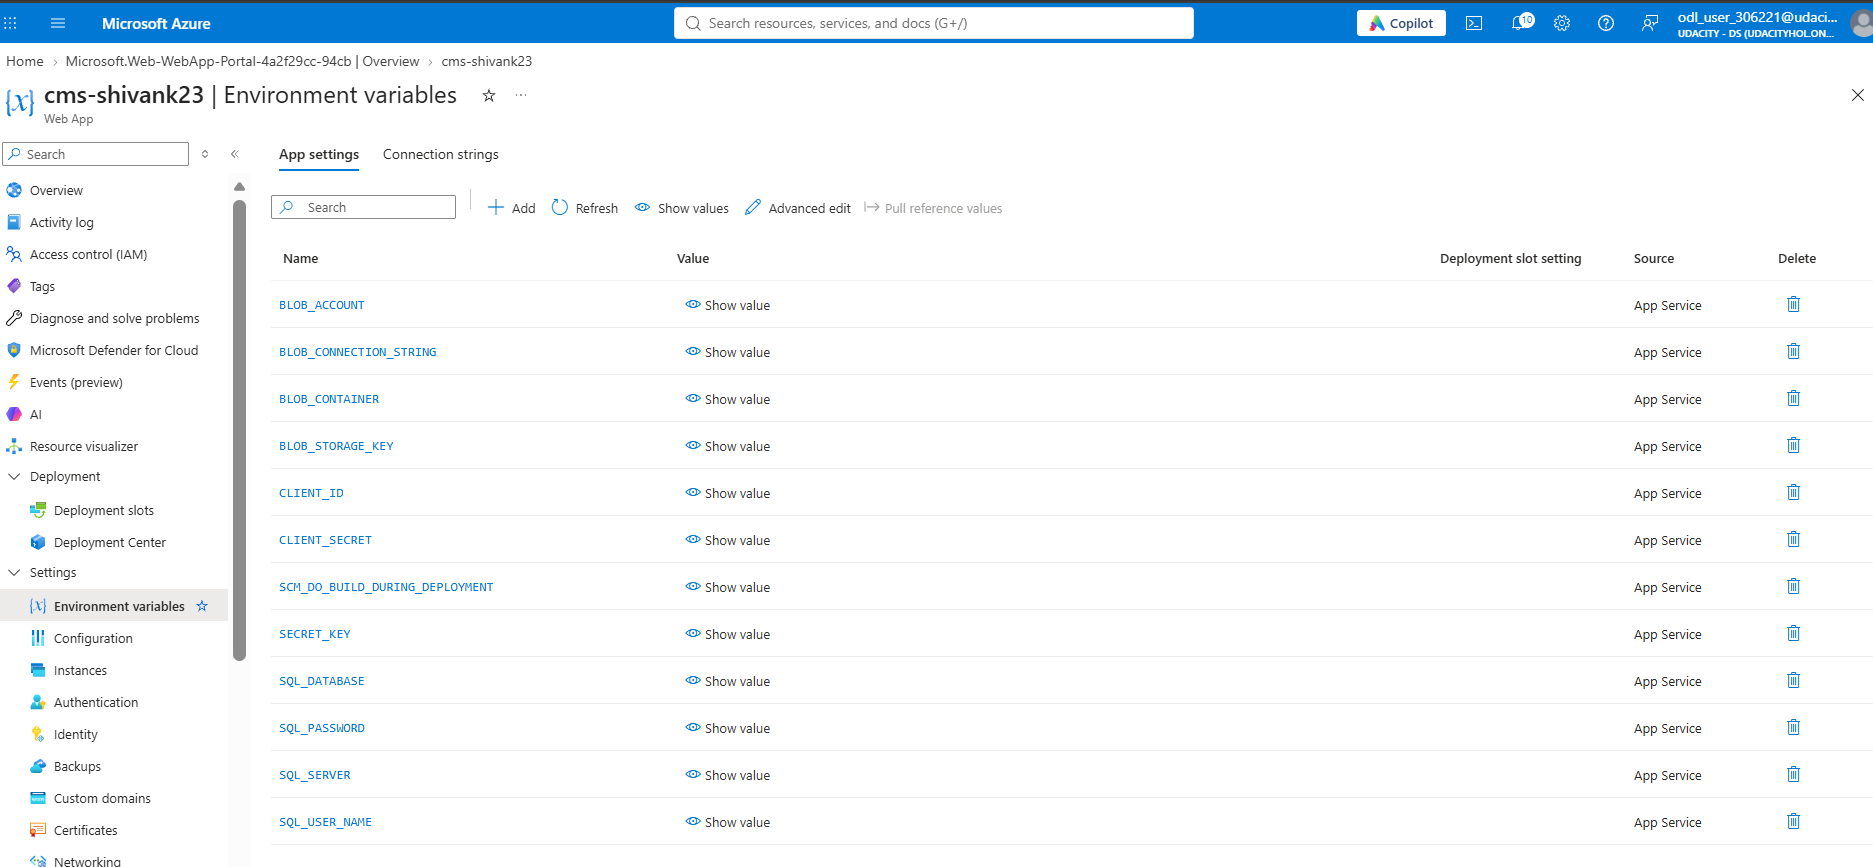 Microsoft Azure
Search resources, services, and docs (G+/)
Copilot
10
odl_user_306221@udaci...
UDACITY - DS (UDACITYHOL.ON...
Home > Microsoft.Web-WebApp-Portal-4a2f29cc-94cb | Overview > cms-shivank23
cms-shivank23 | Environment variables
Web App
Search
Overview
Activity log
Access control (IAM)
Tags
Diagnose and solve problems
Microsoft Defender for Cloud
Events (preview)
AI
Resource visualizer
Deployment
Deployment slots
Deployment Center
Settings
Environment variables
Configuration
Instances
Authentication
Identity
Backups
Custom domains
Certificates
Networking
App settings Connection strings
Search Add Refresh Show values Advanced edit Pull reference values
Name Value Deployment slot setting Source Delete
BLOB_ACCOUNT Show value App Service
BLOB_CONNECTION_STRING Show value App Service
BLOB_CONTAINER Show value App Service
BLOB_STORAGE_KEY Show value App Service
CLIENT_ID Show value App Service
CLIENT_SECRET Show value App Service
SCM_DO_BUILD_DURING_DEPLOYMENT Show value App Service
SECRET_KEY Show value App Service
SQL_DATABASE Show value App Service
SQL_PASSWORD Show value App Service
SQL_SERVER Show value App Service
SQL_USER_NAME Show value App Service